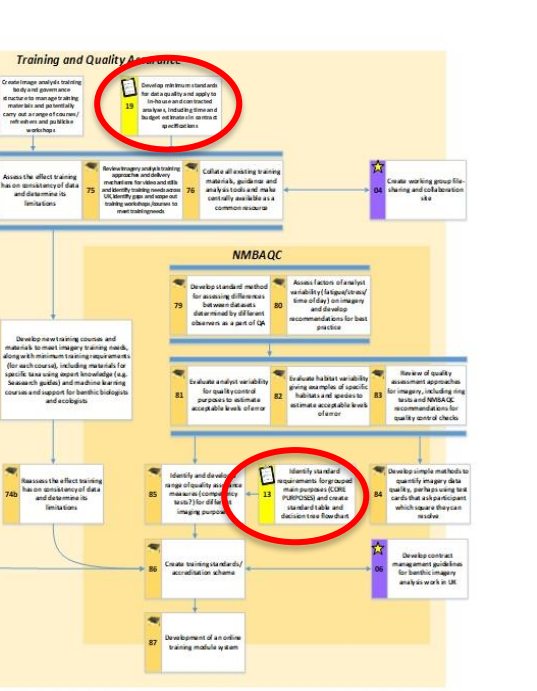 Training and Quality Assurance
Create image analysis training
body and governance
structure to manage training
materials and potentially
carry out a range of courses/
refreshers and publicise
workshops
19
Develop minimum standards
for data quality and apply to
in-house and contracted
analyses, including time and
budget estimates in contract
specifications
Assess the effect training
has on consistency of data
and determine its
limitations
75
Review imagery analysis training
approaches and delivery
mechanisms for video and stills
and identify training needs across
UK, identify gaps and scope out
training workshops/courses to
meet training needs
76
Collate all existing training
materials, guidance and
analysis tools and make
centrally available as a
common resource
04
Create working group file-
sharing and collaboration
site
NMBAQC
79
Develop standard method
for assessing differences
between datasets
determined by different
observers as a part of QA
80
Assess factors of analyst
variability (fatigue/stress/
time of day) on imagery
and develop
recommendations for best
practice
Develop new training courses and
materials to meet imagery training needs,
along with minimum training requirements
(for each course), including materials for
specific taxa using expert knowledge (e.g.
Seasearch guides) and machine learning
courses and support for benthic biologists
and ecologists
81
Evaluate analyst variability
for quality control
purposes to estimate
acceptable levels of error
82
Evaluate habitat variability
giving examples of specific
habitats and species to
estimate acceptable levels
of error
83
Review of quality
assessment approaches
for imagery, including ring
tests and NMBAQC
recommendations for
quality control checks
74b
Reassess the effect training
has on consistency of data
and determine its
limitations
85
Identify and develop a
range of quality assurance
measures (competency
tests?) for different
imaging purposes
13
Identify standard
requirements for grouped
main purposes (CORE
PURPOSES) and create
standard table and
decision tree flowchart
84
Develop simple methods to
quantify imagery data
quality, perhaps using test
cards that ask participant
which square they can
resolve
86
Create training standards/
accreditation scheme
06
Develop contract
management guidelines
for benthic imagery
analysis work in UK
87
Development of an online
training module system